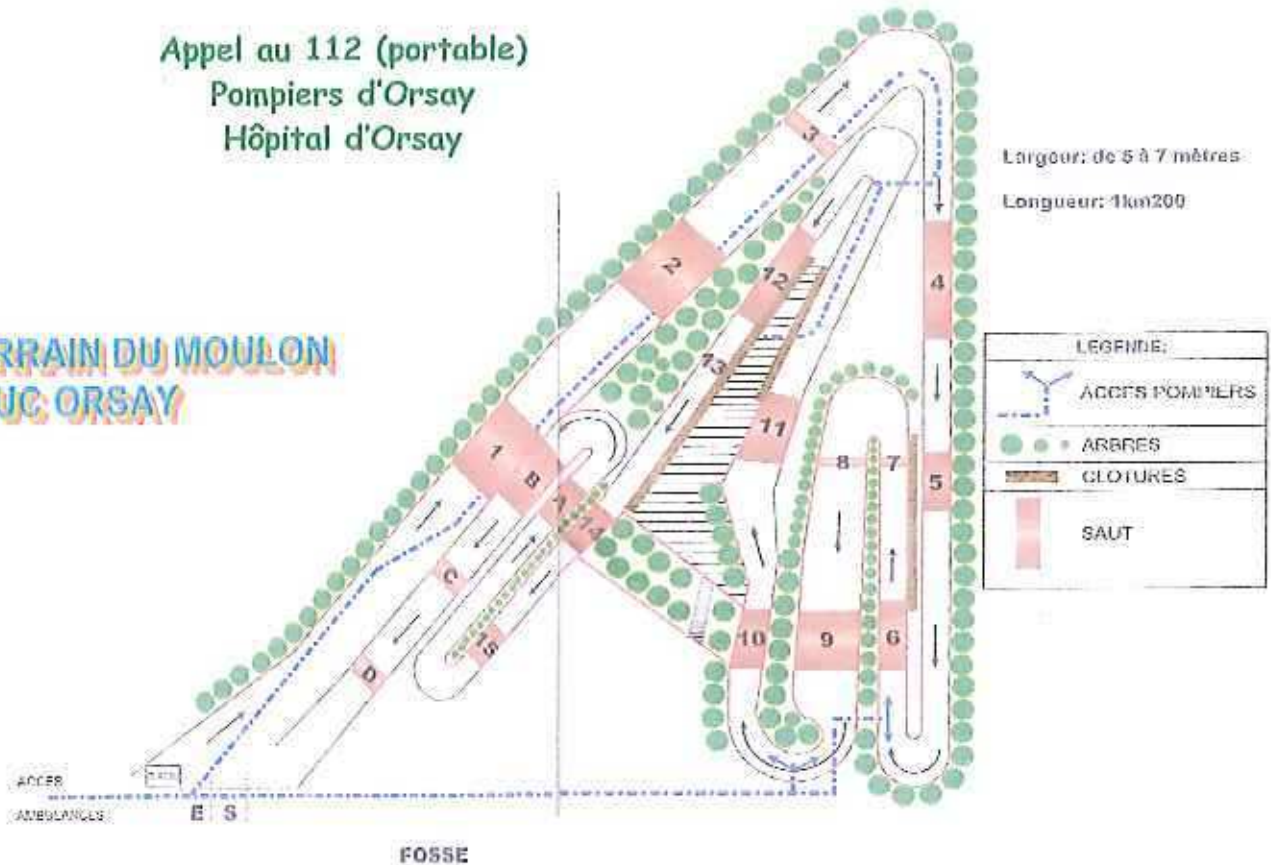 Appel au 112 (portable)
Pompiers d'Orsay
Hôpital d'Orsay
Largeur: de 5 à 7 mètres
Longueur: 1km200
RRAIN DU MOULON
UC ORSAY
LEGENDE:
ACCES POMPIERS
ARBRES
CLOTURES
SAUT
1
2
3
4
5
6
7
8
9
10
11
12
13
14
15
A
B
C
D
ACCES
AMBULANCES
E S
FOSSE